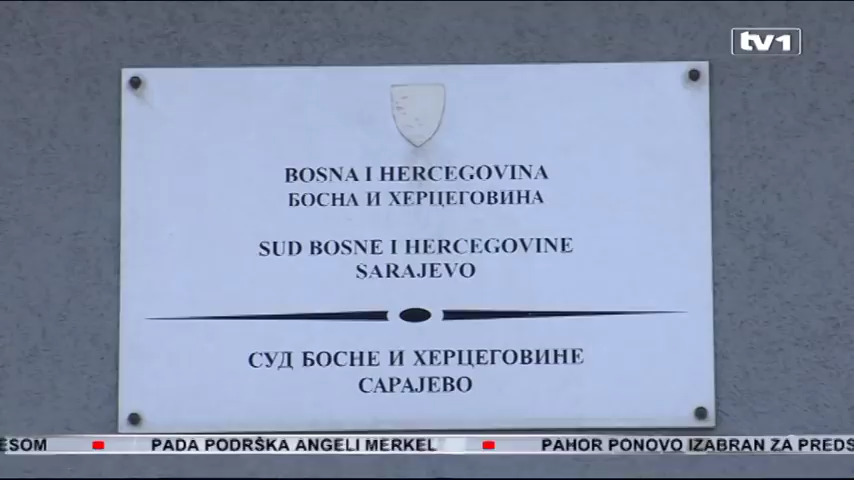 tv1
BOSNA I HERCEGOVINA
БОСНА И ХЕРЦЕГОВИНА
SUD BOSNE I HERCEGOVINE
SARAJEVO
СУД БОСНЕ И ХЕРЦЕГОВИНЕ
САРАЈЕВО
ESOM PADA PODRŠKA ANGELI MERKEL PAHOR PONOVO IZABRAN ZA PREDS